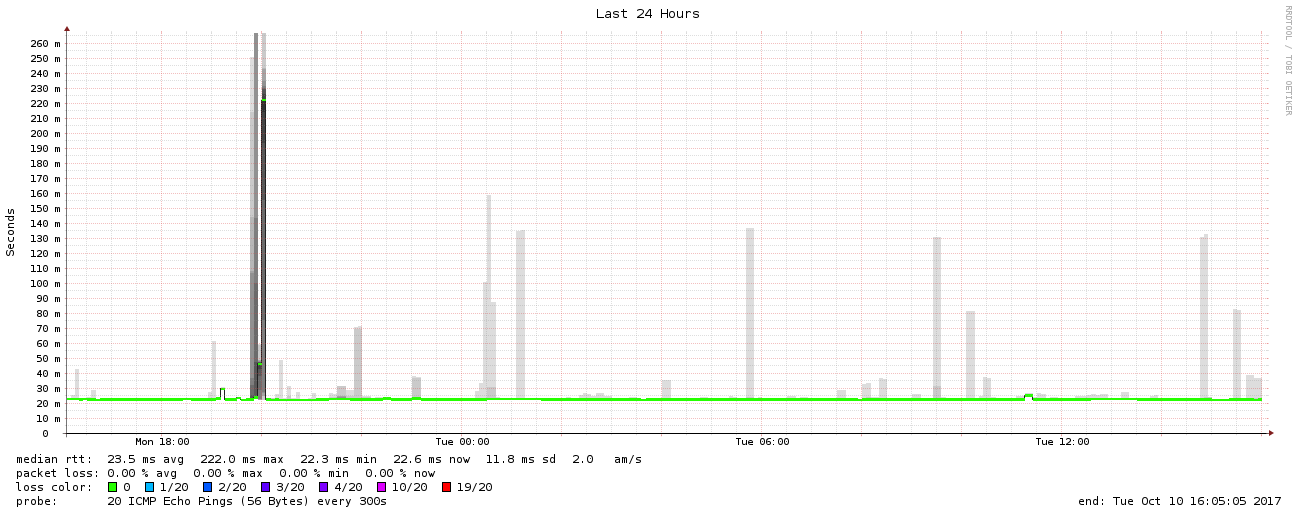 Last 24 Hours
RRDTOOL / TOBI OETIKER
Seconds
260 m
250 m
240 m
230 m
220 m
210 m
200 m
190 m
180 m
170 m
160 m
150 m
140 m
130 m
120 m
110 m
100 m
90 m
80 m
70 m
60 m
50 m
40 m
30 m
20 m
10 m
0
Mon 18:00 Tue 00:00 Tue 06:00 Tue 12:00
median rtt: 23.5 ms avg 222.0 ms max 22.3 ms min 22.6 ms now 11.8 ms sd 2.0 am/s
packet loss: 0.00 % avg 0.00 % max 0.00 % min 0.00 % now
loss color: 0 1/20 2/20 3/20 4/20 10/20 19/20
probe: 20 ICMP Echo Pings (56 Bytes) every 300s end: Tue Oct 10 16:05:05 2017